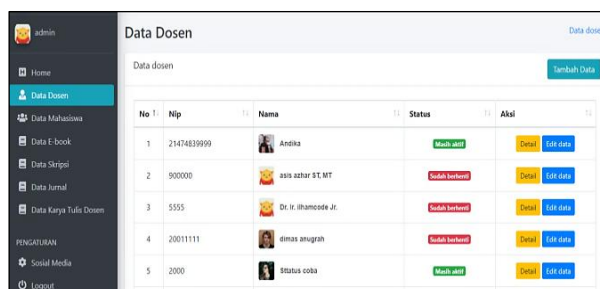 admin
Home
Data Dosen
Data Mahasiswa
Data E-book
Data Skripsi
Data Jurnal
Data Karya Tulis Dosen
PENGATURAN
Sosial Media
Logout
Data Dosen
Data dose
Data dosen
Tambah Data
No Nip Nama Status Aksi
1 21474839999 Andika Masih aktif Detail Edit data
2 900000 asis azhar ST, MT Sudah berhenti Detail Edit data
3 5555 Dr. ir. ilhamcode Jr. Sudah berhenti Detail Edit data
4 20011111 dimas anugrah Sudah berhenti Detail Edit data
5 2000 Sttatus coba Masih aktif Detail Edit data